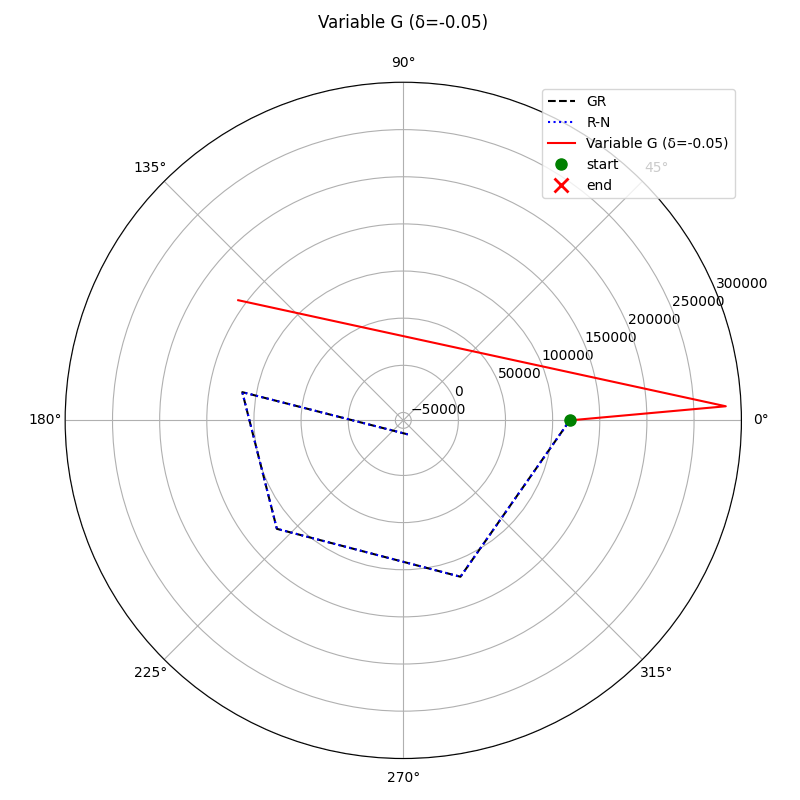 Variable G (δ=-0.05)
90°
GR
R-N
Variable G (δ=-0.05)
start
end
45°
135°
300000
250000
200000
150000
100000
50000
0
−50000
180°
0°
225°
315°
270°